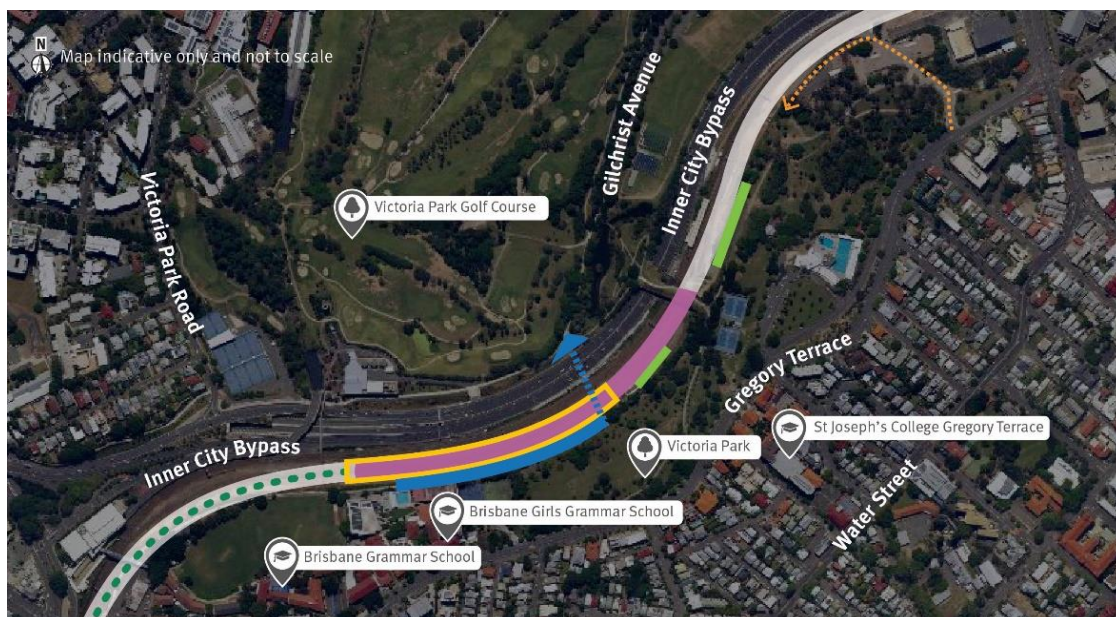 N
Map indicative only and not to scale
Victoria Park Road
Victoria Park Golf Course
Gilchrist Avenue
Inner City Bypass
Gregory Terrace
St Joseph's College Gregory Terrace
Victoria Park
Inner City Bypass
Water Street
Brisbane Girls Grammar School
Brisbane Grammar School